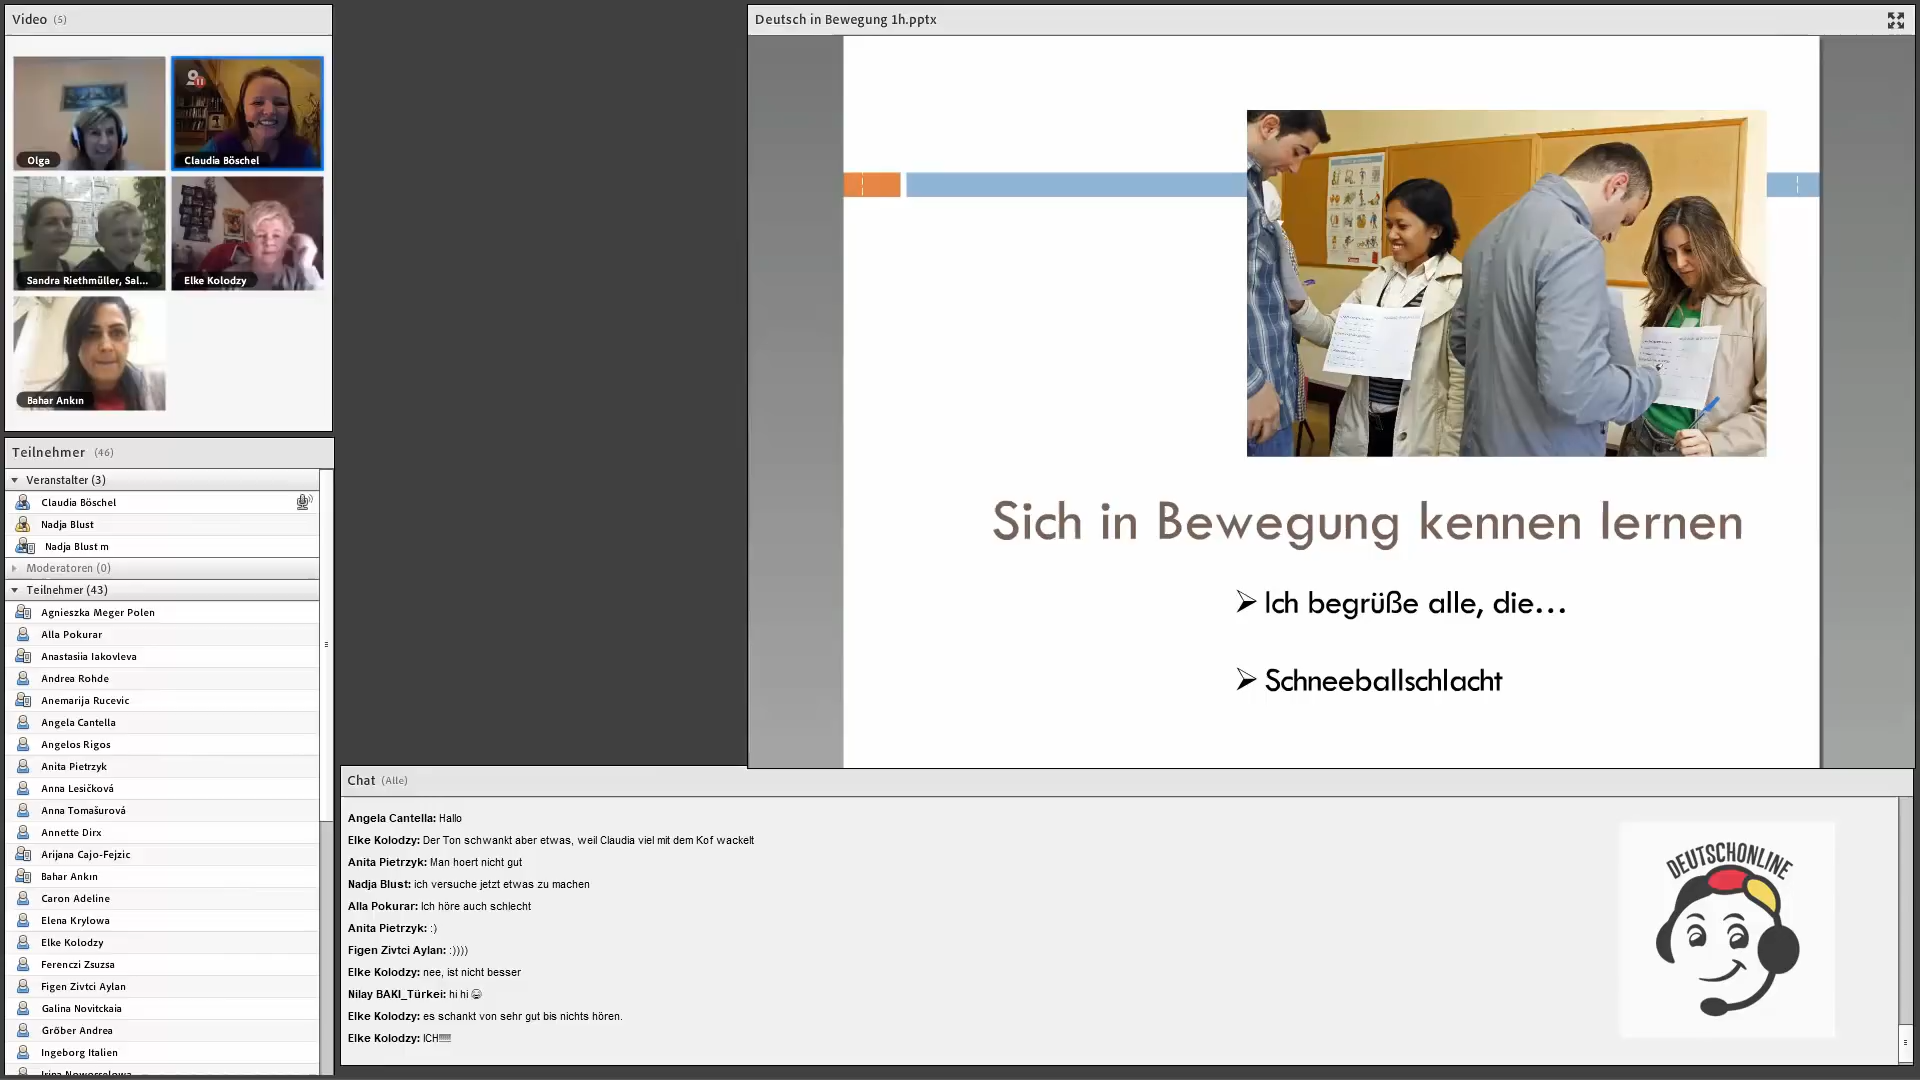 Video (5)
Olga
Claudia Böschel
Sandra Riethmüller, Sal...
Elke Kolodzy
Bahar Ankın
Teilnehmer (46)
Veranstalter (3)
Claudia Böschel
Nadja Blust
Nadja Blust m
Moderatoren (0)
Teilnehmer (43)
Agnieszka Meger Polen
Alla Pokurar
Anastasiia Iakovleva
Andrea Rohde
Anemarija Rucevic
Angela Cantella
Angelos Rigos
Anita Pietrzyk
Anna Lesičková
Anna Tomašurová
Annette Dirx
Arijana Cajo-Fejzic
Bahar Ankın
Caron Adeline
Elena Krylowa
Elke Kolodzy
Ferenczi Zsuzsa
Figen Zivtci Aylan
Galina Novitckaia
Gröber Andrea
Ingeborg Italien
Irina Nowosselowa
Deutsch in Bewegung 1h.pptx
Sich in Bewegung kennen lernen
Ich begrüße alle, die...
Schneeballschlacht
Chat (Alle)
Angela Cantella: Hallo
Elke Kolodzy: Der Ton schwankt aber etwas, weil Claudia viel mit dem Kof wackelt
Anita Pietrzyk: Man hoert nicht gut
Nadja Blust: ich versuche jetzt etwas zu machen
Alla Pokurar: Ich höre auch schlecht
Anita Pietrzyk: :)
Figen Zivtci Aylan: :))))
Elke Kolodzy: nee, ist nicht besser
Nilay BAKI_Türkei: hi hi 😂
Elke Kolodzy: es schankt von sehr gut bis nichts hören.
Elke Kolodzy: ICH!!!!!!
DEUTSCHONLINE